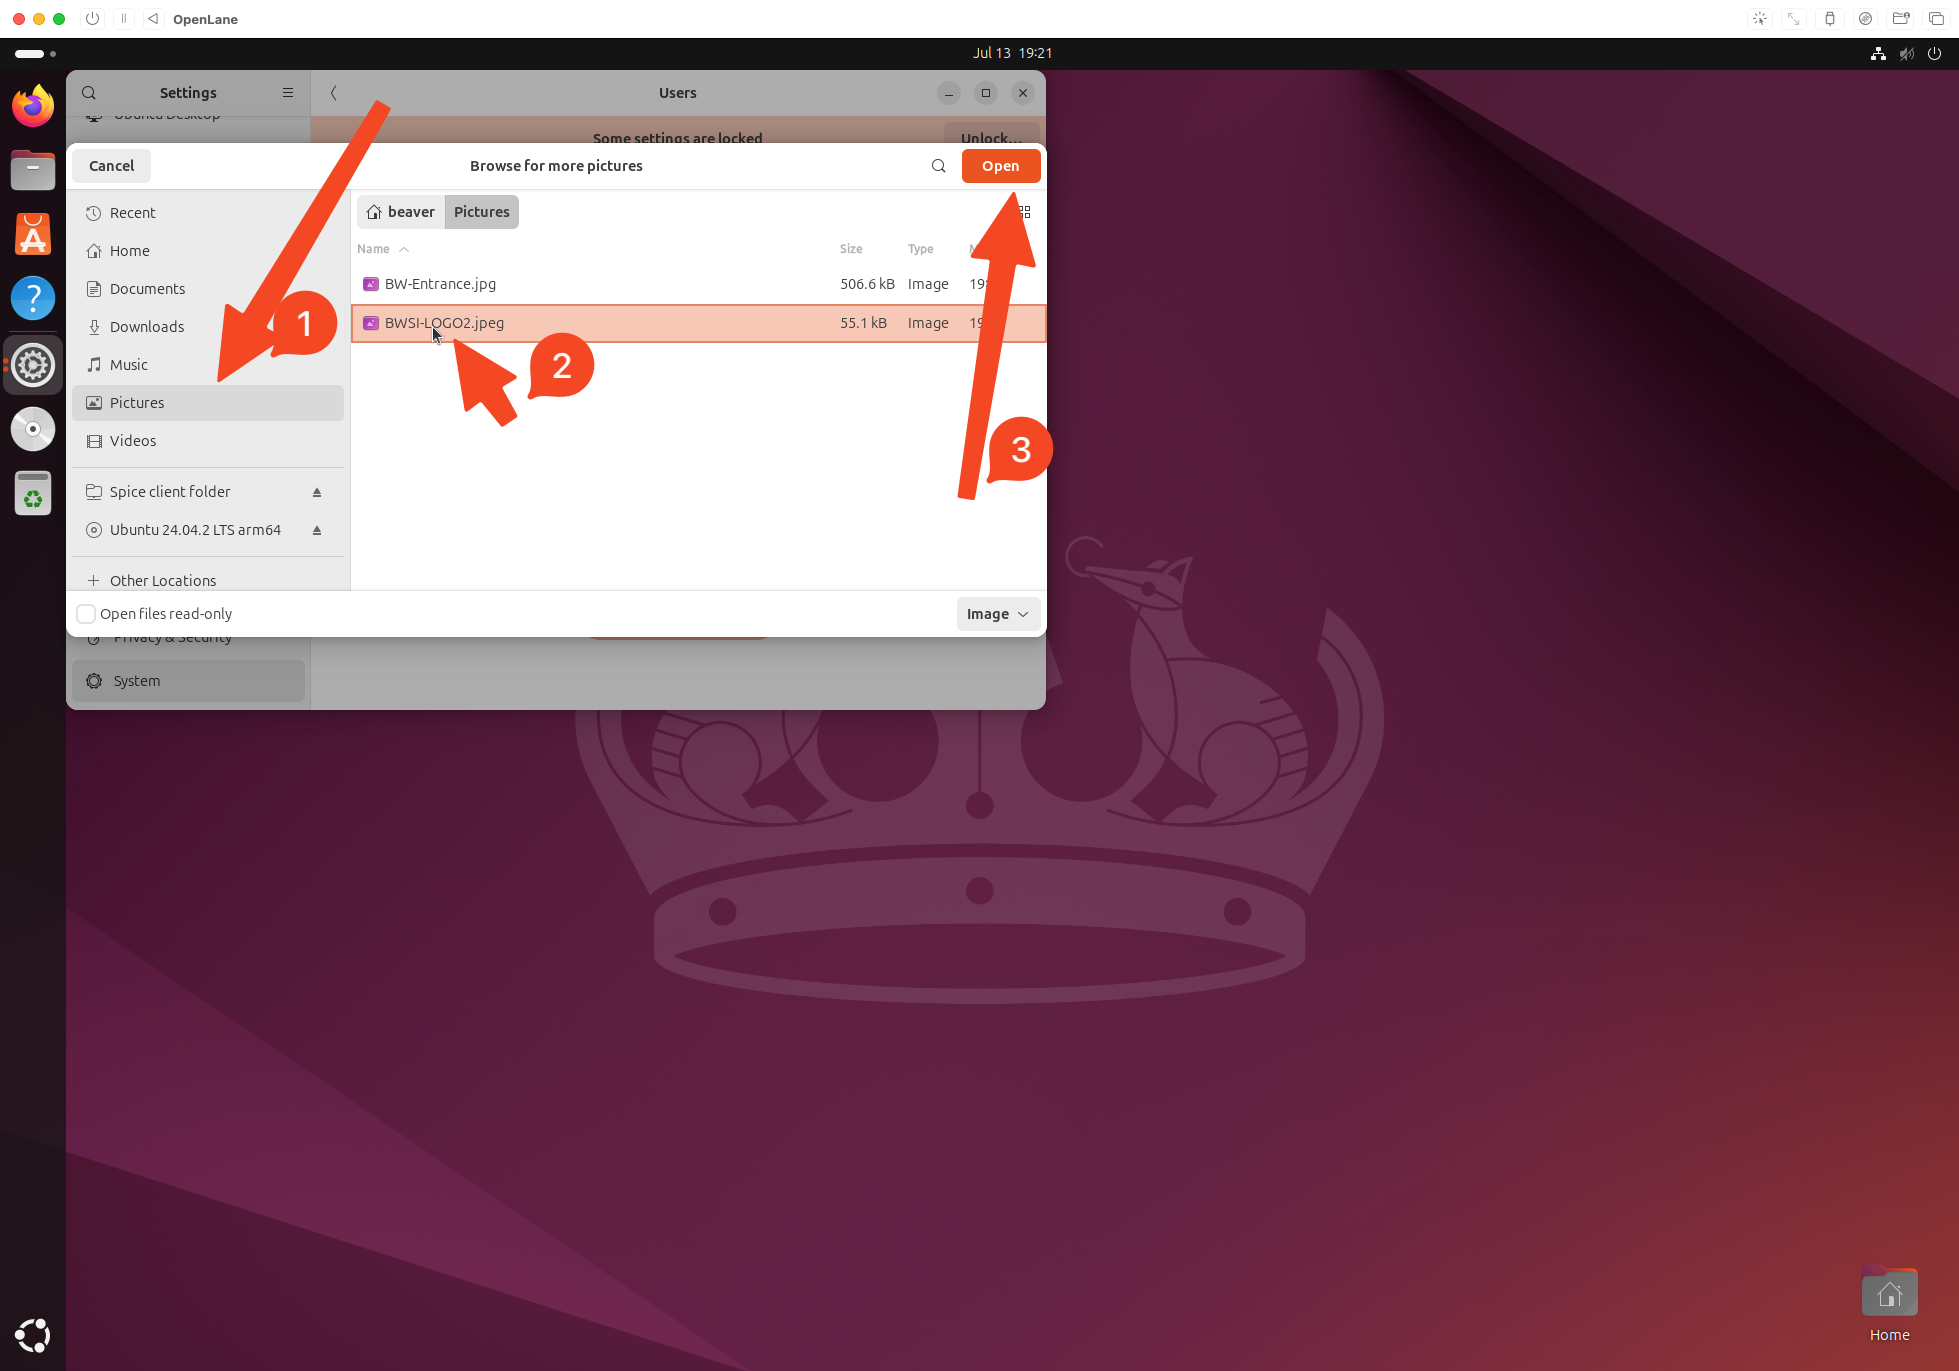 OpenLane
Jul 13 19:21
Settings
Users
Ubuntu Desktop
Some settings are locked
Unlock...
Cancel
Browse for more pictures
Open
Recent
Home
Documents
Downloads
Music
Pictures
Videos
Spice client folder
Ubuntu 24.04.2 LTS arm64
Other Locations
beaver
Pictures
Name
Size
Type
BW-Entrance.jpg
506.6 kB
Image
BWSI-LOGO2.jpeg
55.1 kB
Image
1
2
3
Open files read-only
Image
Privacy & Security
System
Home